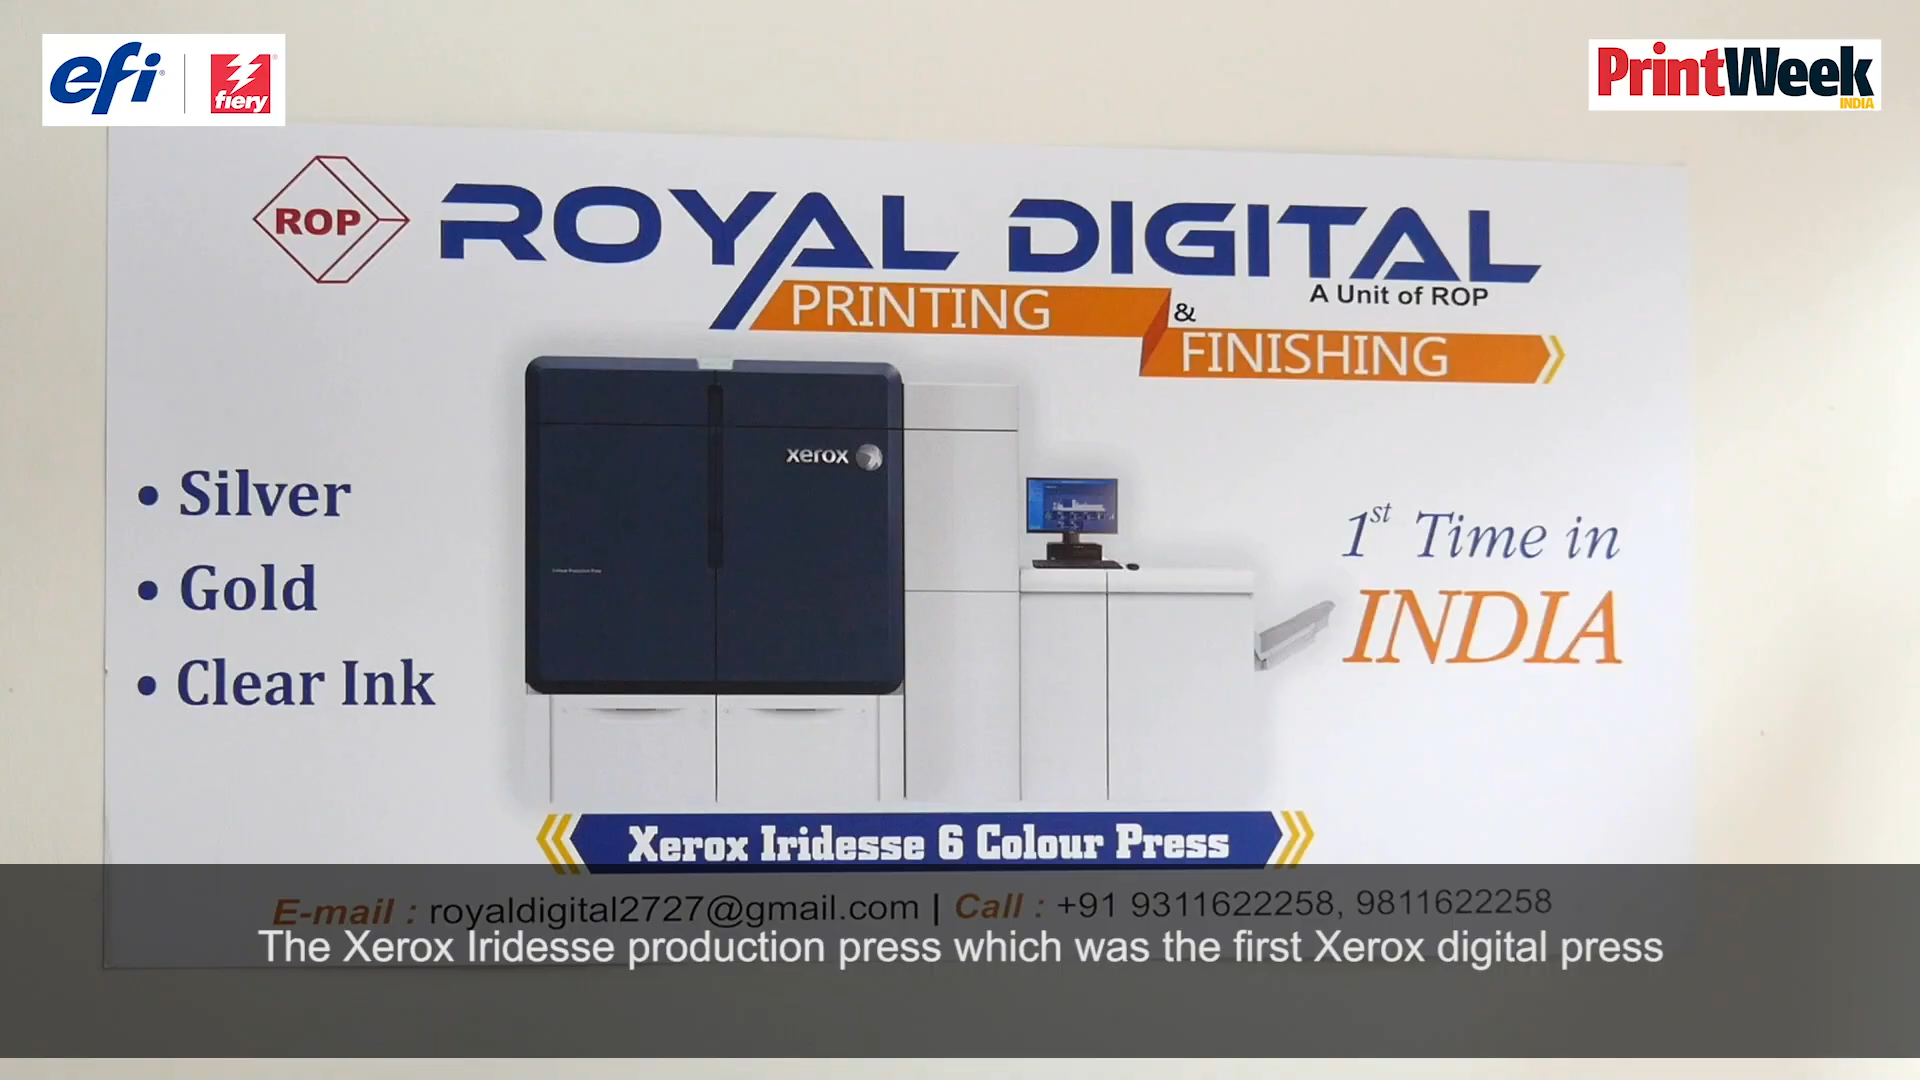 efi fiery
PrintWeek
INDIA
ROP
ROYAL DIGITAL
A Unit of ROP
PRINTING
&
FINISHING
xerox
• Silver
• Gold
• Clear Ink
1st Time in
INDIA
Xerox Iridesse 6 Colour Press
E-mail : royaldigital2727@gmail.com | Call : +91 9311622258, 9811622258
The Xerox Iridesse production press which was the first Xerox digital press